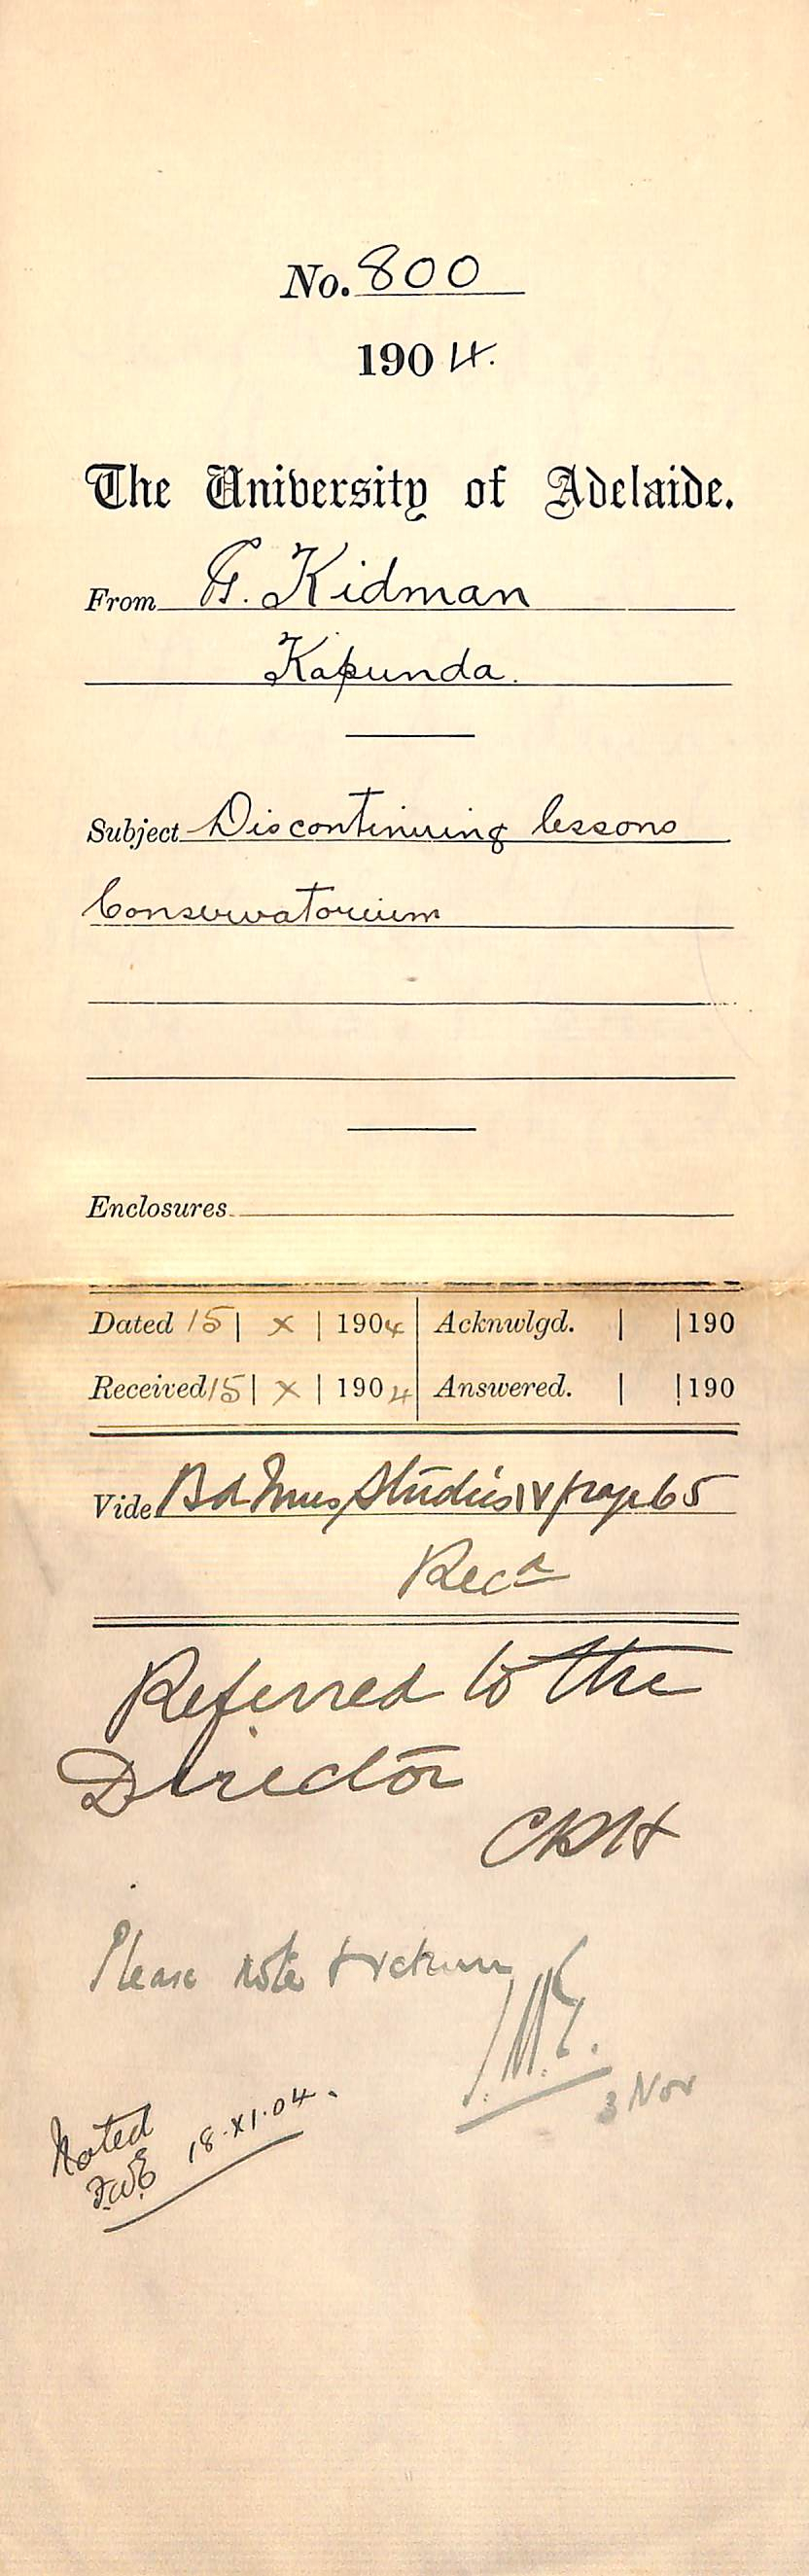 No. 800
1904.
The University of Adelaide.
From Kidman
Kapunda.
Subject Discontinuing lessons
Conservatorium
Enclosures
Dated 15 | X | 1904 Acknwlgd. | | 190
Received 15 | X | 1904 Answered. | | 190
Vide Bd Mus Studies IV page 65
Recd
Referred to the
Director
Please note & return
3 Nov
Noted 18.XI.04.